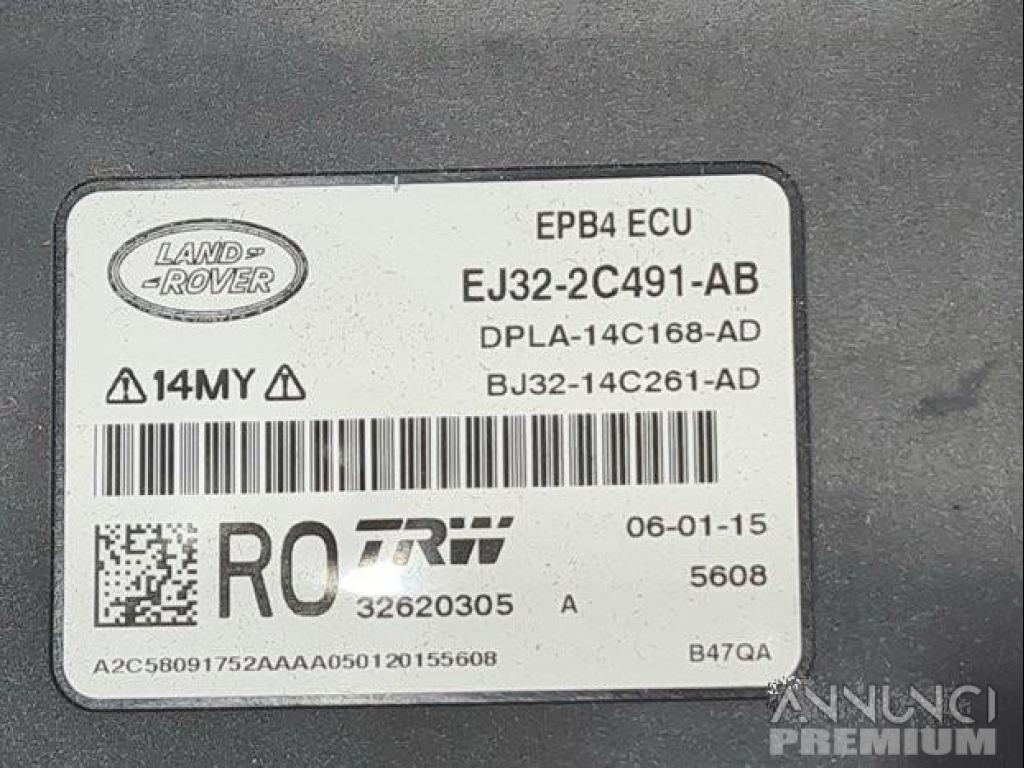 LAND-
-ROVER
EPB4 ECU
EJ32-2C491-AB
DPLA-14C168-AD
14MY
BJ32-14C261-AD
RO
TRW
06-01-15
5608
32620305 A
A2C58091752AAAA050120155608
B47QA
ANNUNCI
PREMIUM